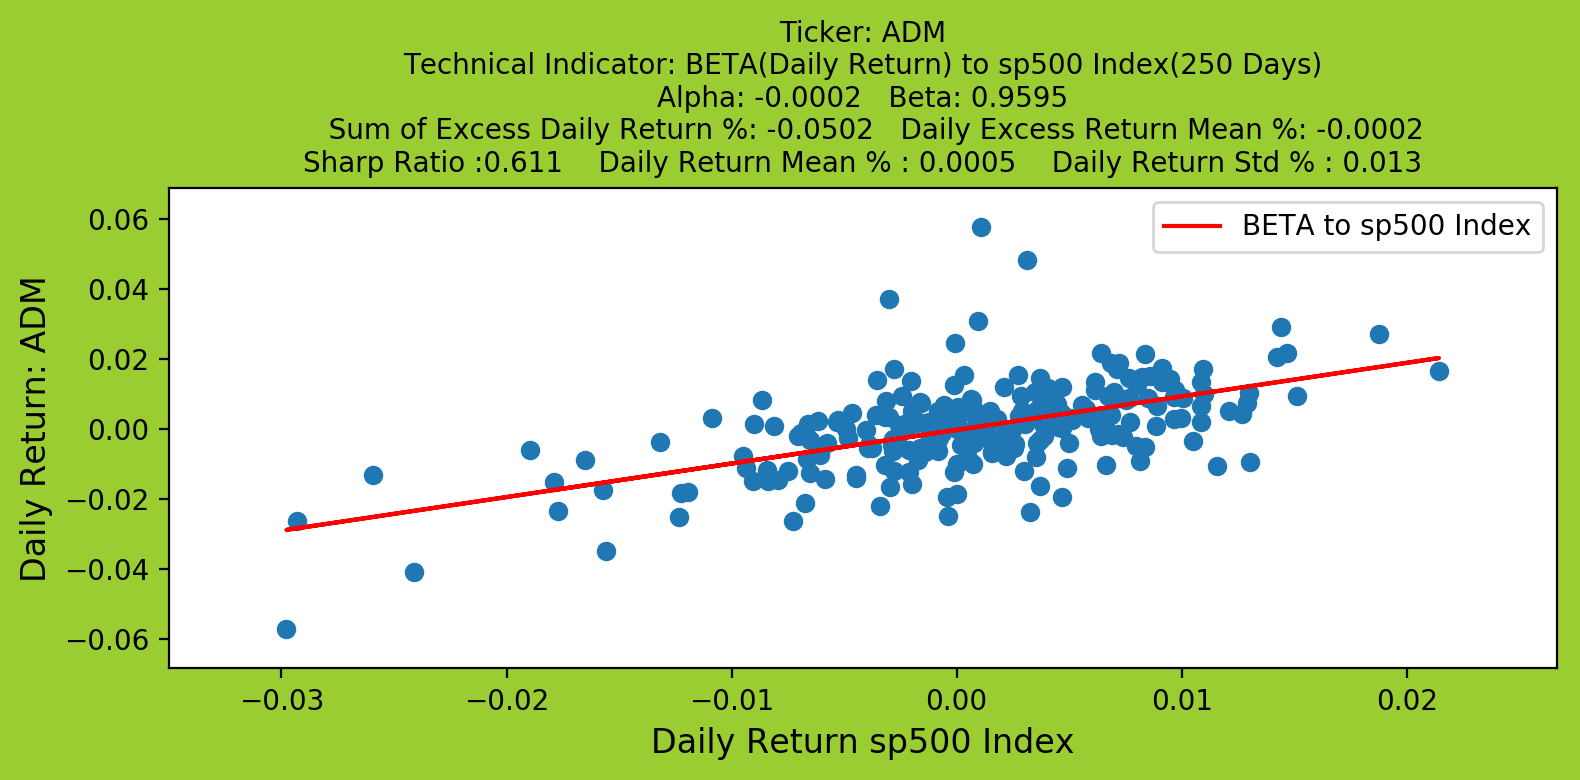 Ticker: ADM
Technical Indicator: BETA(Daily Return) to sp500 Index(250 Days)
Alpha: -0.0002   Beta: 0.9595
Sum of Excess Daily Return %: -0.0502   Daily Excess Return Mean %: -0.0002
Sharp Ratio :0.611    Daily Return Mean % : 0.0005    Daily Return Std % : 0.013
BETA to sp500 Index
Daily Return: ADM
0.06
0.04
0.02
0.00
−0.02
−0.04
−0.06
−0.03 −0.02 −0.01 0.00 0.01 0.02
Daily Return sp500 Index